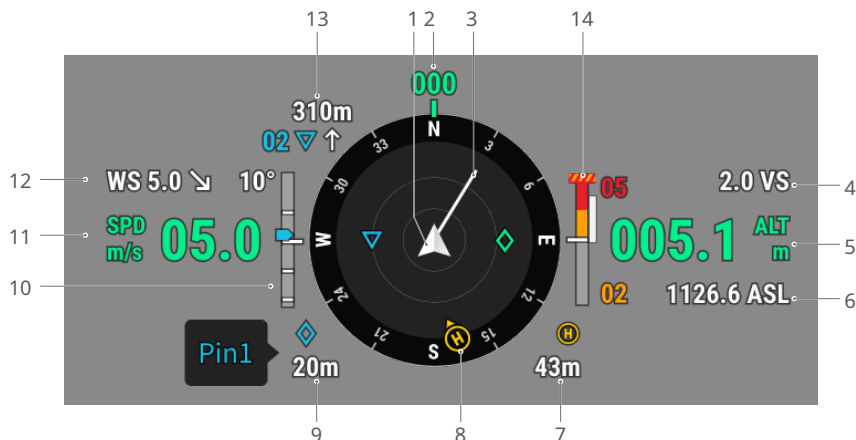 13 1 2 3 14
000
310m
02
N
33 3
30 6
12 WS 5.0 10° 05 2.0 VS 4
11 SPD m/s 05.0 W E 005.1 ALT m 5
10 24 12 02 1126.6 ASL 6
21 15
Pin1 S H H
20m 43m
9 8 7